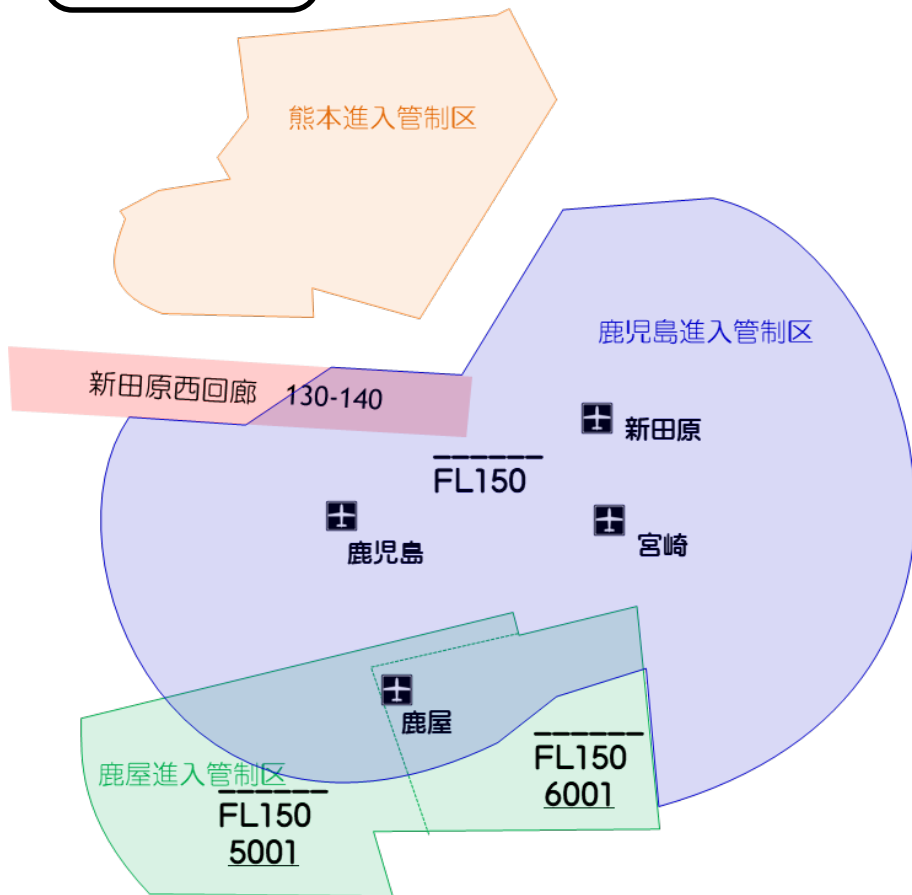 熊本進入管制区
鹿児島進入管制区
新田原西回廊 130-140
新田原
FL150
宮崎
鹿児島
鹿屋
鹿屋進入管制区
FL150
6001
FL150
5001